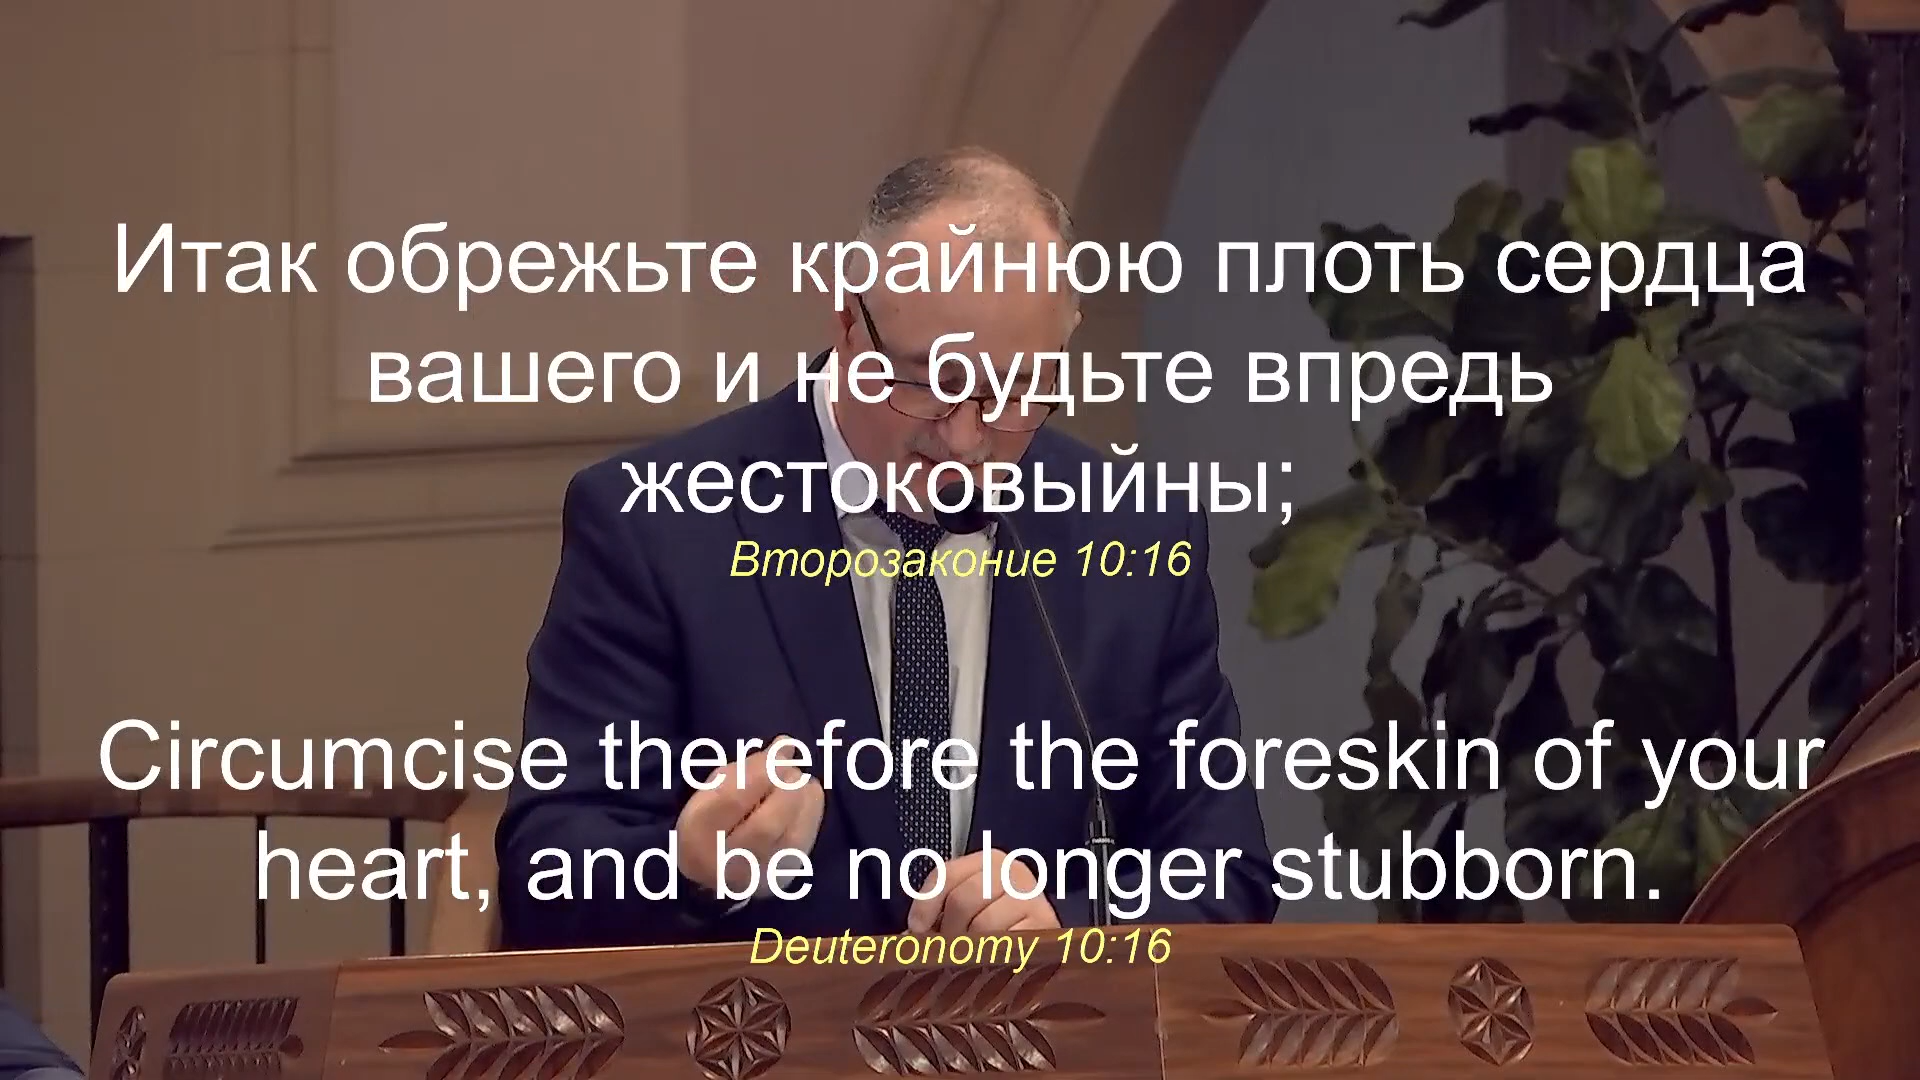 Итак обрежьте крайнюю плоть сердца
вашего и не будьте впредь
жестоковыйны;
Второзаконие 10:16
Circumcise therefore the foreskin of your
heart, and be no longer stubborn.
Deuteronomy 10:16